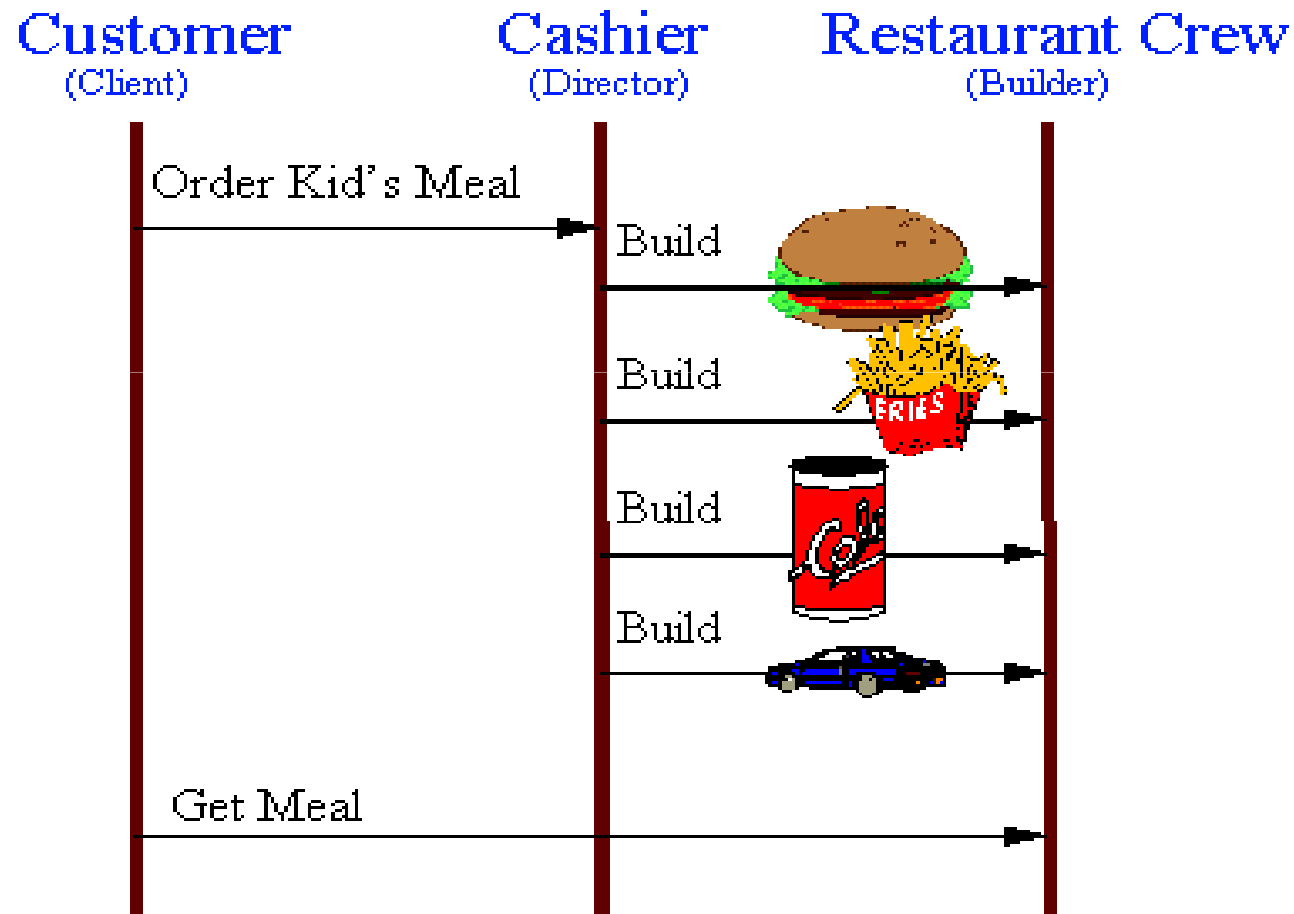 Customer
(Client)
Cashier
(Director)
Restaurant Crew
(Builder)
Order Kid's Meal
Build
Build
FRIES
Build
Build
Get Meal